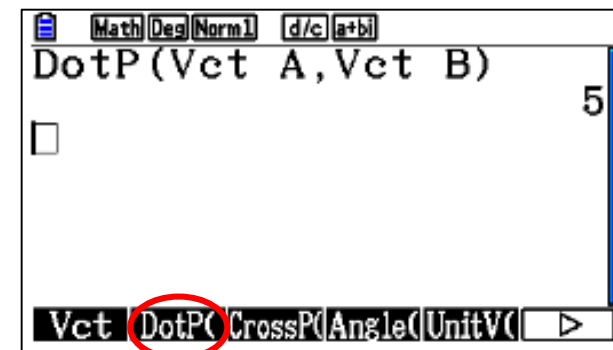 Math Deg Norm1 d/c a+bi
DotP(Vct A,Vct B)
5
Vct DotP( CrossP( Angle( UnitV( ▷